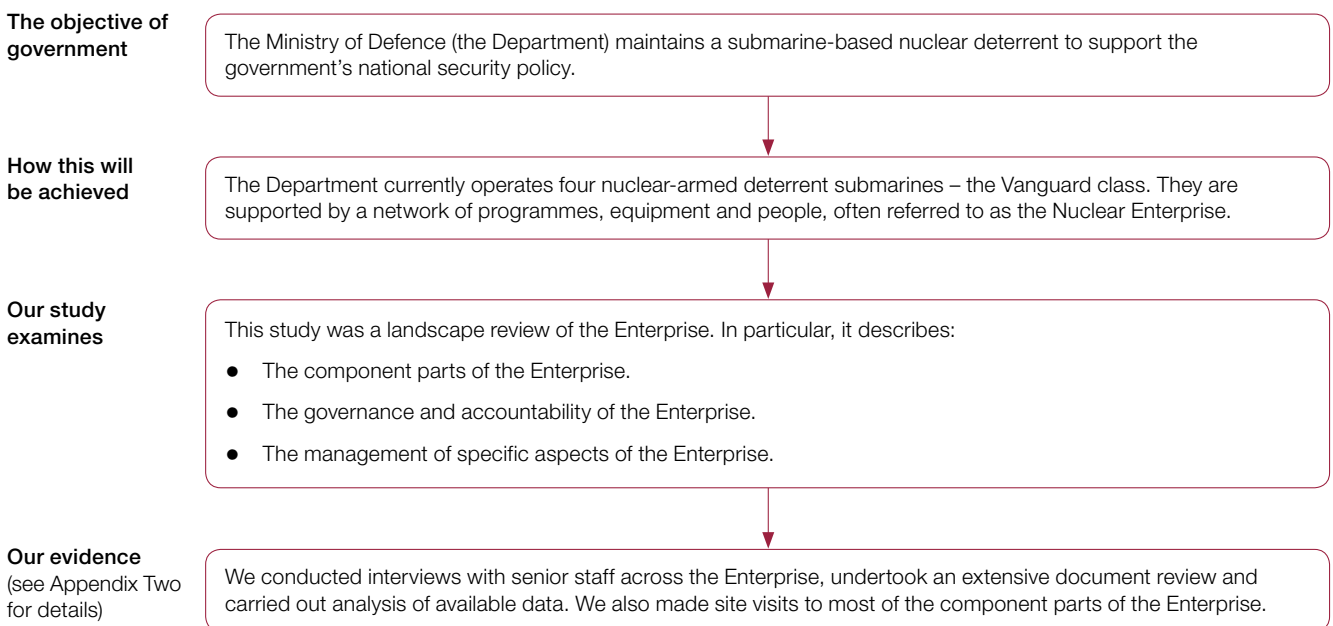 The objective of
government
The Ministry of Defence (the Department) maintains a submarine-based nuclear deterrent to support the
government’s national security policy.
How this will
be achieved
The Department currently operates four nuclear-armed deterrent submarines – the Vanguard class. They are
supported by a network of programmes, equipment and people, often referred to as the Nuclear Enterprise.
Our study
examines
This study was a landscape review of the Enterprise. In particular, it describes:
● The component parts of the Enterprise.
● The governance and accountability of the Enterprise.
● The management of specific aspects of the Enterprise.
Our evidence
(see Appendix Two
for details)
We conducted interviews with senior staff across the Enterprise, undertook an extensive document review and
carried out analysis of available data. We also made site visits to most of the component parts of the Enterprise.